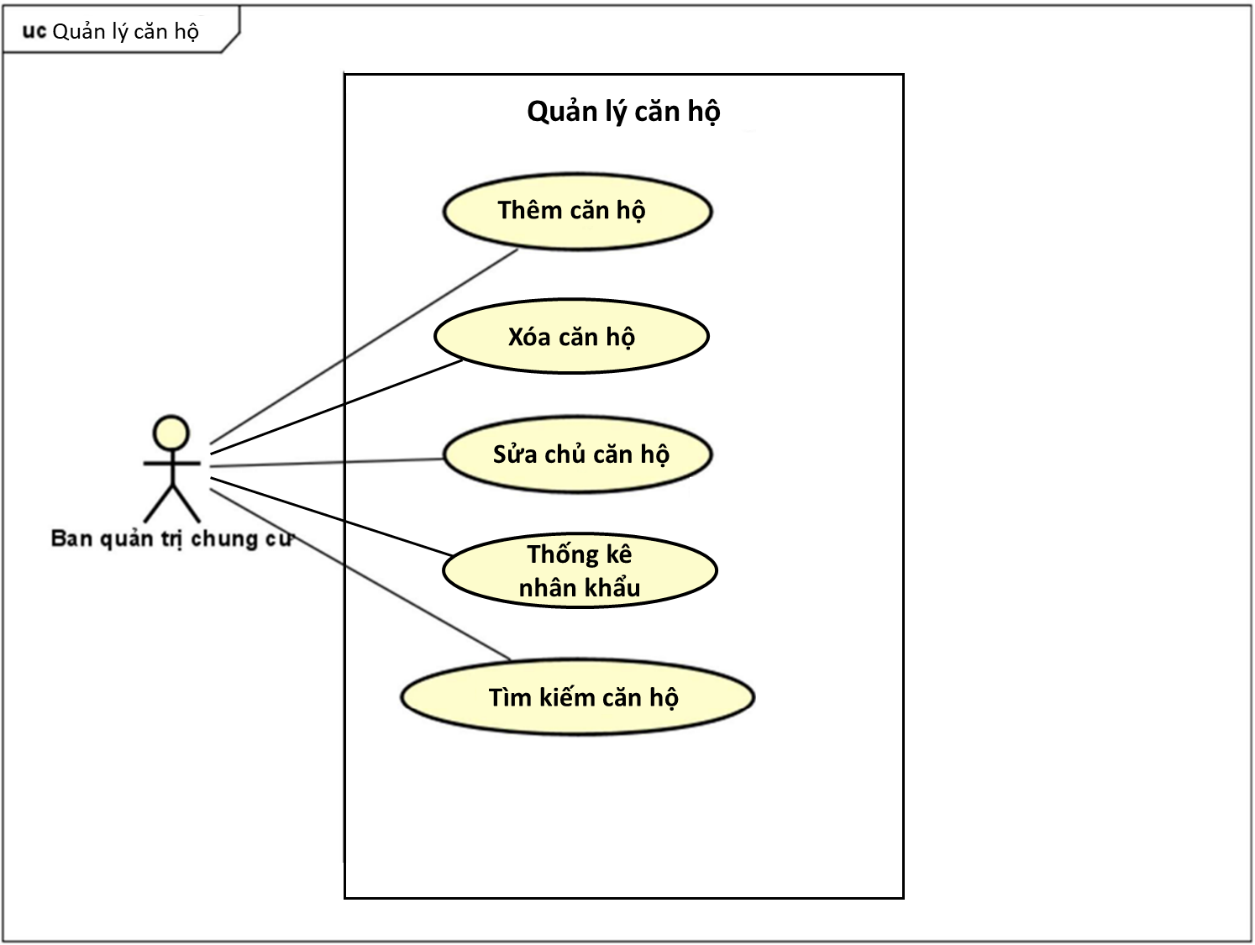 uc Quản lý căn hộ
Quản lý căn hộ
Thêm căn hộ
Xóa căn hộ
Sửa chủ căn hộ
Ban quản trị chung cư
Thống kê
nhân khẩu
Tìm kiếm căn hộ